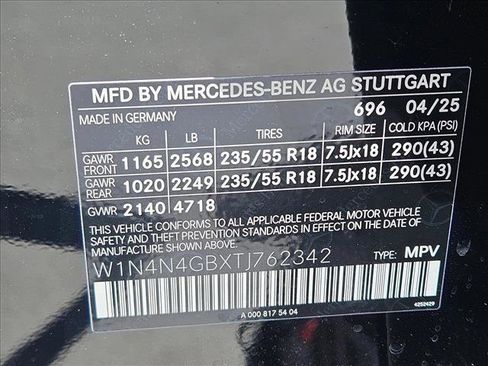 MFD BY MERCEDES-BENZ AG STUTTGART
MADE IN GERMANY 696 04/25
KG LB TIRES RIM SIZE COLD KPA (PSI)
GAWR FRONT 1165 2568 235/55 R18 7.5Jx18 290(43)
GAWR REAR 1020 2249 235/55 R18 7.5Jx18 290(43)
GVWR 2140 4718
THIS VEHICLE CONFORMS TO ALL APPLICABLE FEDERAL MOTOR VEHICLE
THEFT PREVENTION STANDARDS IN EFFECT ON THE DATE OF
MANUFACTURE SHOWN ABOVE.
W1N4N4GBXTJ762342 TYPE: MPV
A 000 817 54 04 4252429